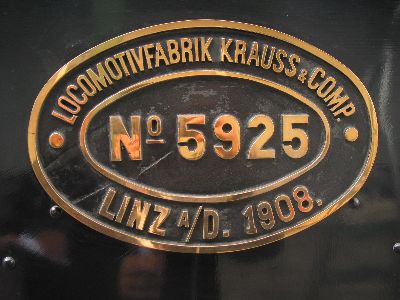 LOCOMOTIVFABRIK KRAUSS & COMP.
No 5925
LINZ A/D. 1908.